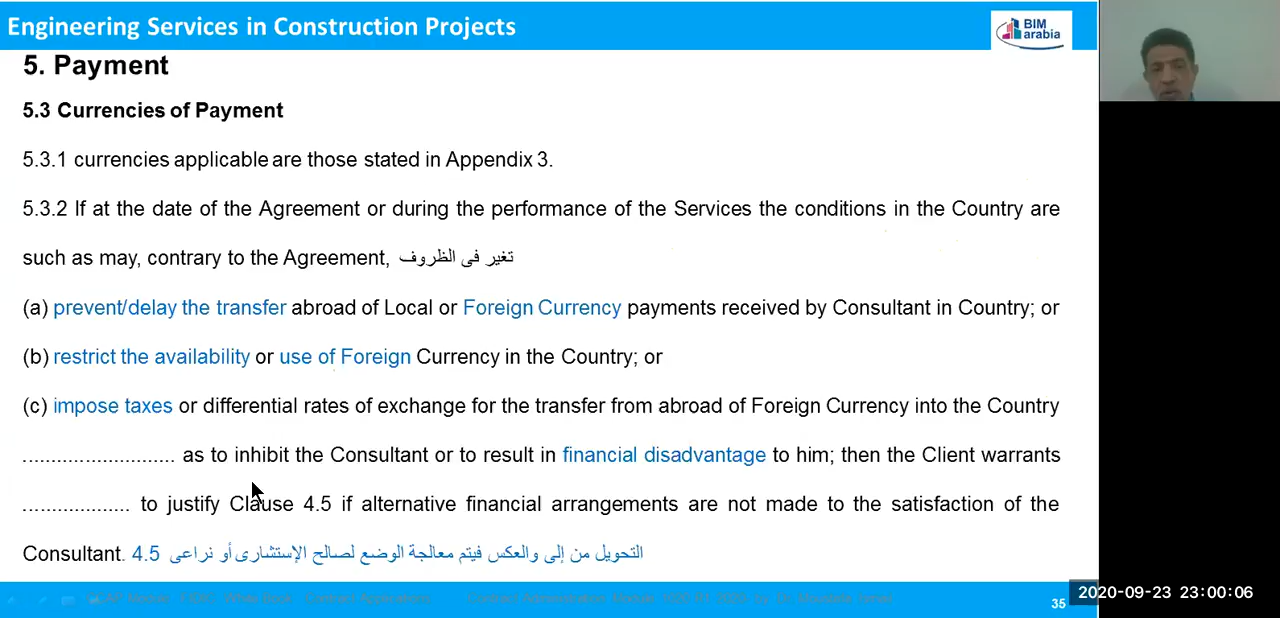 Engineering Services in Construction Projects
BIM
arabia
5. Payment
5.3 Currencies of Payment
5.3.1 currencies applicable are those stated in Appendix 3.
5.3.2 If at the date of the Agreement or during the performance of the Services the conditions in the Country are
such as may, contrary to the Agreement, تغير فى الظروف
(a) prevent/delay the transfer abroad of Local or Foreign Currency payments received by Consultant in Country; or
(b) restrict the availability or use of Foreign Currency in the Country; or
(c) impose taxes or differential rates of exchange for the transfer from abroad of Foreign Currency into the Country
.......................... as to inhibit the Consultant or to result in financial disadvantage to him; then the Client warrants
................... to justify Clause 4.5 if alternative financial arrangements are not made to the satisfaction of the
Consultant. التحويل من إلى والعكس فيتم معالجة الوضع لصالح الإستشارى أو نراعى 4.5
35
2020-09-23 23:00:06